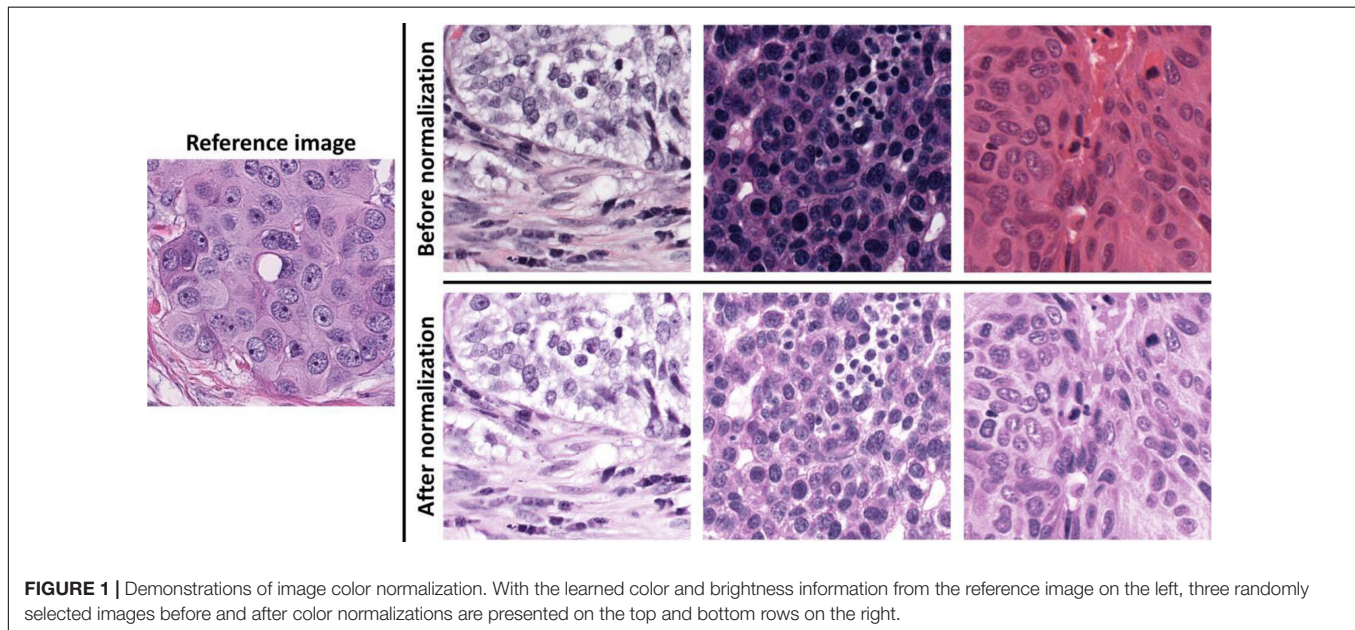 Reference image
Before normalization
After normalization
FIGURE 1 | Demonstrations of image color normalization. With the learned color and brightness information from the reference image on the left, three randomly
selected images before and after color normalizations are presented on the top and bottom rows on the right.